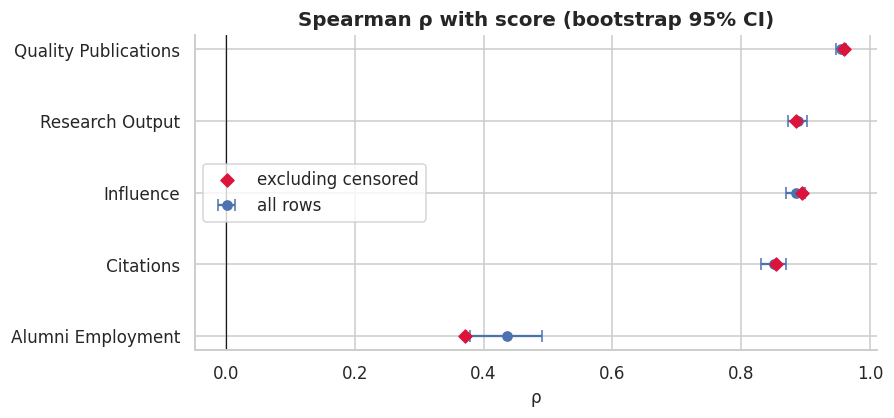 Spearman ρ with score (bootstrap 95% CI)
Quality Publications
Research Output
Influence
Citations
Alumni Employment
excluding censored
all rows
0.0 0.2 0.4 0.6 0.8 1.0
ρ